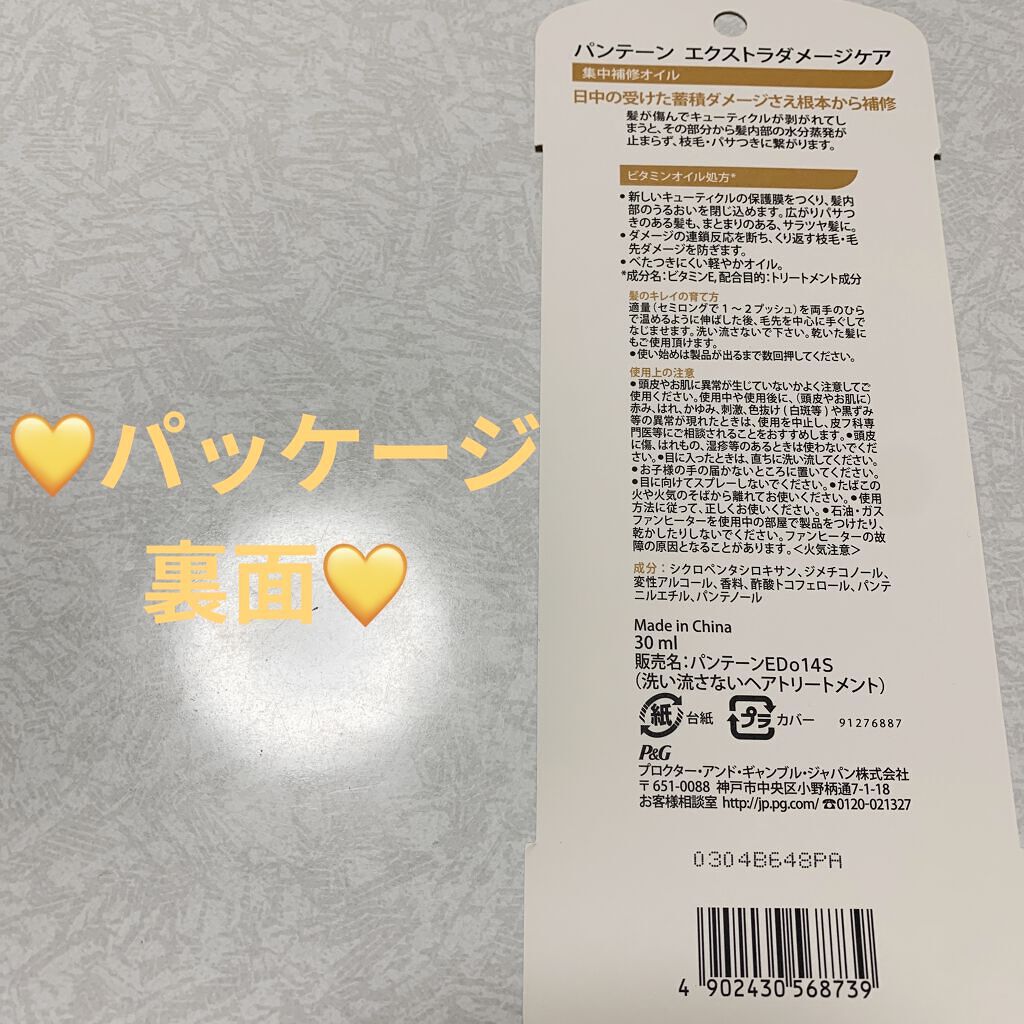 💛パッケージ
裏面💛
パンテーン エクストラダメージケア
集中補修オイル
日中の受けた蓄積ダメージさえ根本から補修
髪が傷んでキューティクルが剥がれてし
まうと、その部分から髪内部の水分蒸発が
止まらず、枝毛・パサつきに繋がります。
ビタミンオイル処方*
•新しいキューティクルの保護膜をつくり、髪内
部のうるおいを閉じ込めます。広がりパサつ
きのある髪も、まとまりのある、サラツヤ髪に。
•ダメージの連鎖反応を断ち、くり返す枝毛・毛
先ダメージを防ぎます。
•べたつきにくい軽やかオイル。
*成分名：ビタミンE, 配合目的：トリートメント成分
髪のキレイの育て方
適量（セミロングで１～２プッシュ）を両手のひら
で温めるように伸ばした後、毛先を中心に手ぐしで
なじませます。洗い流さないで下さい。乾いた髪に
もご使用頂けます。
•使い始めは製品が出るまで数回押してください。
使用上の注意
•頭皮やお肌に異常が生じていないかよく注意してご
使用ください。使用中や使用後に、（頭皮やお肌に）
赤み、はれ、かゆみ、刺激、色抜け(白斑等)や黒ずみ
等の異常が現れたときは、使用を中止し、皮フ科専
門医等にご相談されることをおすすめします。•頭皮
に傷、はれもの、湿疹等のあるときは使わないでくだ
さい。•目に入ったときは、直ちに洗い流してください。
•お子様の手の届かないところに置いてください。
•目に向けてスプレーしないでください。•たばこの
火や火気のそばから離れてお使いください。•使用
方法に従って、正しくお使いください。•石油・ガス
ファンヒーターを使用中の部屋で製品をつけたり、
乾かしたりしないでください。ファンヒーターの故
障の原因となることがあります。＜火気注意＞
成分：シクロペンタシロキサン、ジメチコノール、
変性アルコール、香料、酢酸トコフェロール、パンテ
ニルエチル、パンテノール
Made in China
30 ml
販売名：パンテーンEDo14S
（洗い流さないヘアトリートメント）
紙 台紙 プラ カバー 91276887
P&G
プロクター・アンド・ギャンブル・ジャパン株式会社
〒651-0088 神戸市中央区小野柄通7-1-18
お客様相談室 http://jp.pg.com/ ☎0120-021327
0304B648PA
4 902430 568739